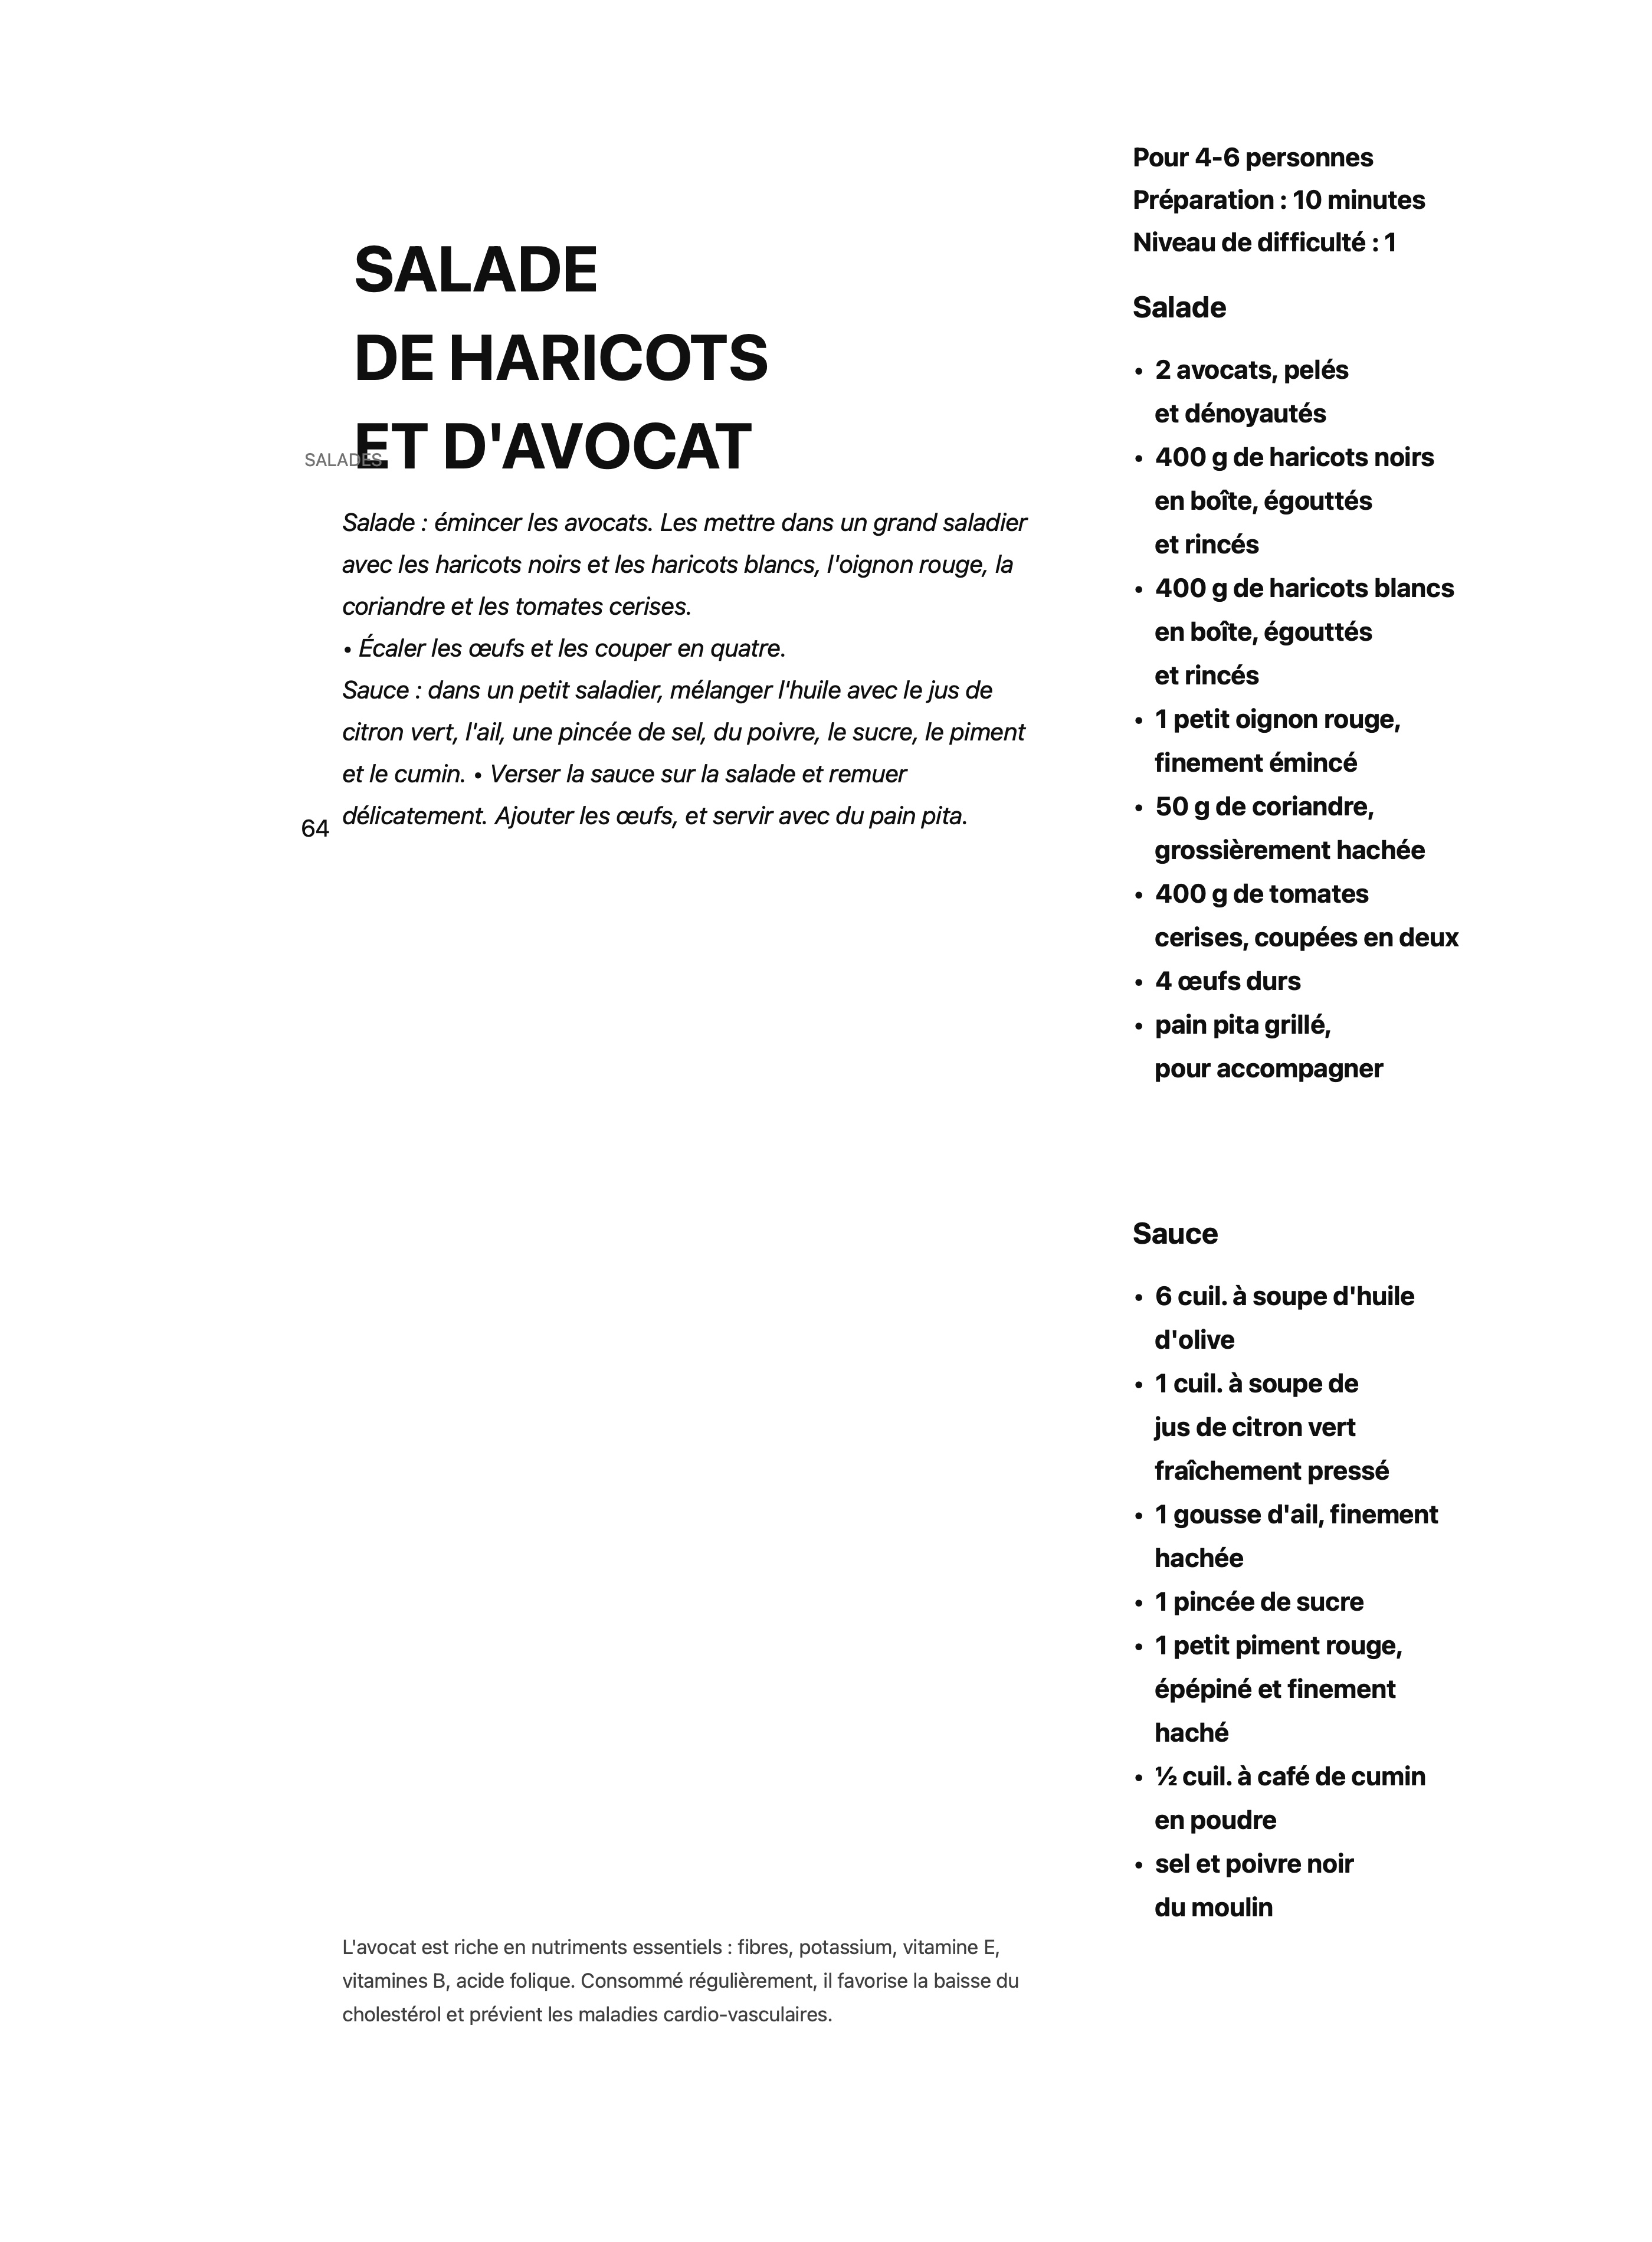 SALADE
DE HARICOTS
ET D'AVOCAT
SALADES
Salade : émincer les avocats. Les mettre dans un grand saladier
avec les haricots noirs et les haricots blancs, l'oignon rouge, la
coriandre et les tomates cerises.
• Écaler les œufs et les couper en quatre.
Sauce : dans un petit saladier, mélanger l'huile avec le jus de
citron vert, l'ail, une pincée de sel, du poivre, le sucre, le piment
et le cumin. • Verser la sauce sur la salade et remuer
délicatement. Ajouter les œufs, et servir avec du pain pita.
64
Pour 4-6 personnes
Préparation : 10 minutes
Niveau de difficulté : 1
Salade
• 2 avocats, pelés
et dénoyautés
• 400 g de haricots noirs
en boîte, égouttés
et rincés
• 400 g de haricots blancs
en boîte, égouttés
et rincés
• 1 petit oignon rouge,
finement émincé
• 50 g de coriandre,
grossièrement hachée
• 400 g de tomates
cerises, coupées en deux
• 4 œufs durs
• pain pita grillé,
pour accompagner
Sauce
• 6 cuil. à soupe d'huile
d'olive
• 1 cuil. à soupe de
jus de citron vert
fraîchement pressé
• 1 gousse d'ail, finement
hachée
• 1 pincée de sucre
• 1 petit piment rouge,
épépiné et finement
haché
• ½ cuil. à café de cumin
en poudre
• sel et poivre noir
du moulin
L'avocat est riche en nutriments essentiels : fibres, potassium, vitamine E,
vitamines B, acide folique. Consommé régulièrement, il favorise la baisse du
cholestérol et prévient les maladies cardio-vasculaires.